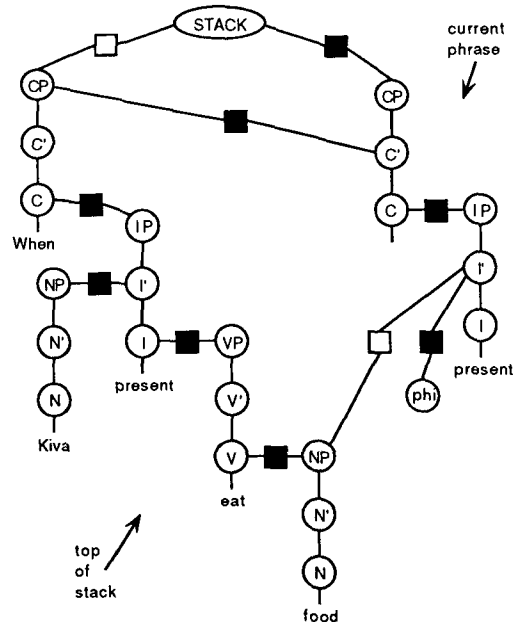 STACK
current
phrase
CP
CP
C'
C'
C
C
IP
When
IP
NP
I'
I'
N'
I
VP
I
present
present
N
V'
phi
Kiva
V
NP
eat
N'
top
of
stack
N
food